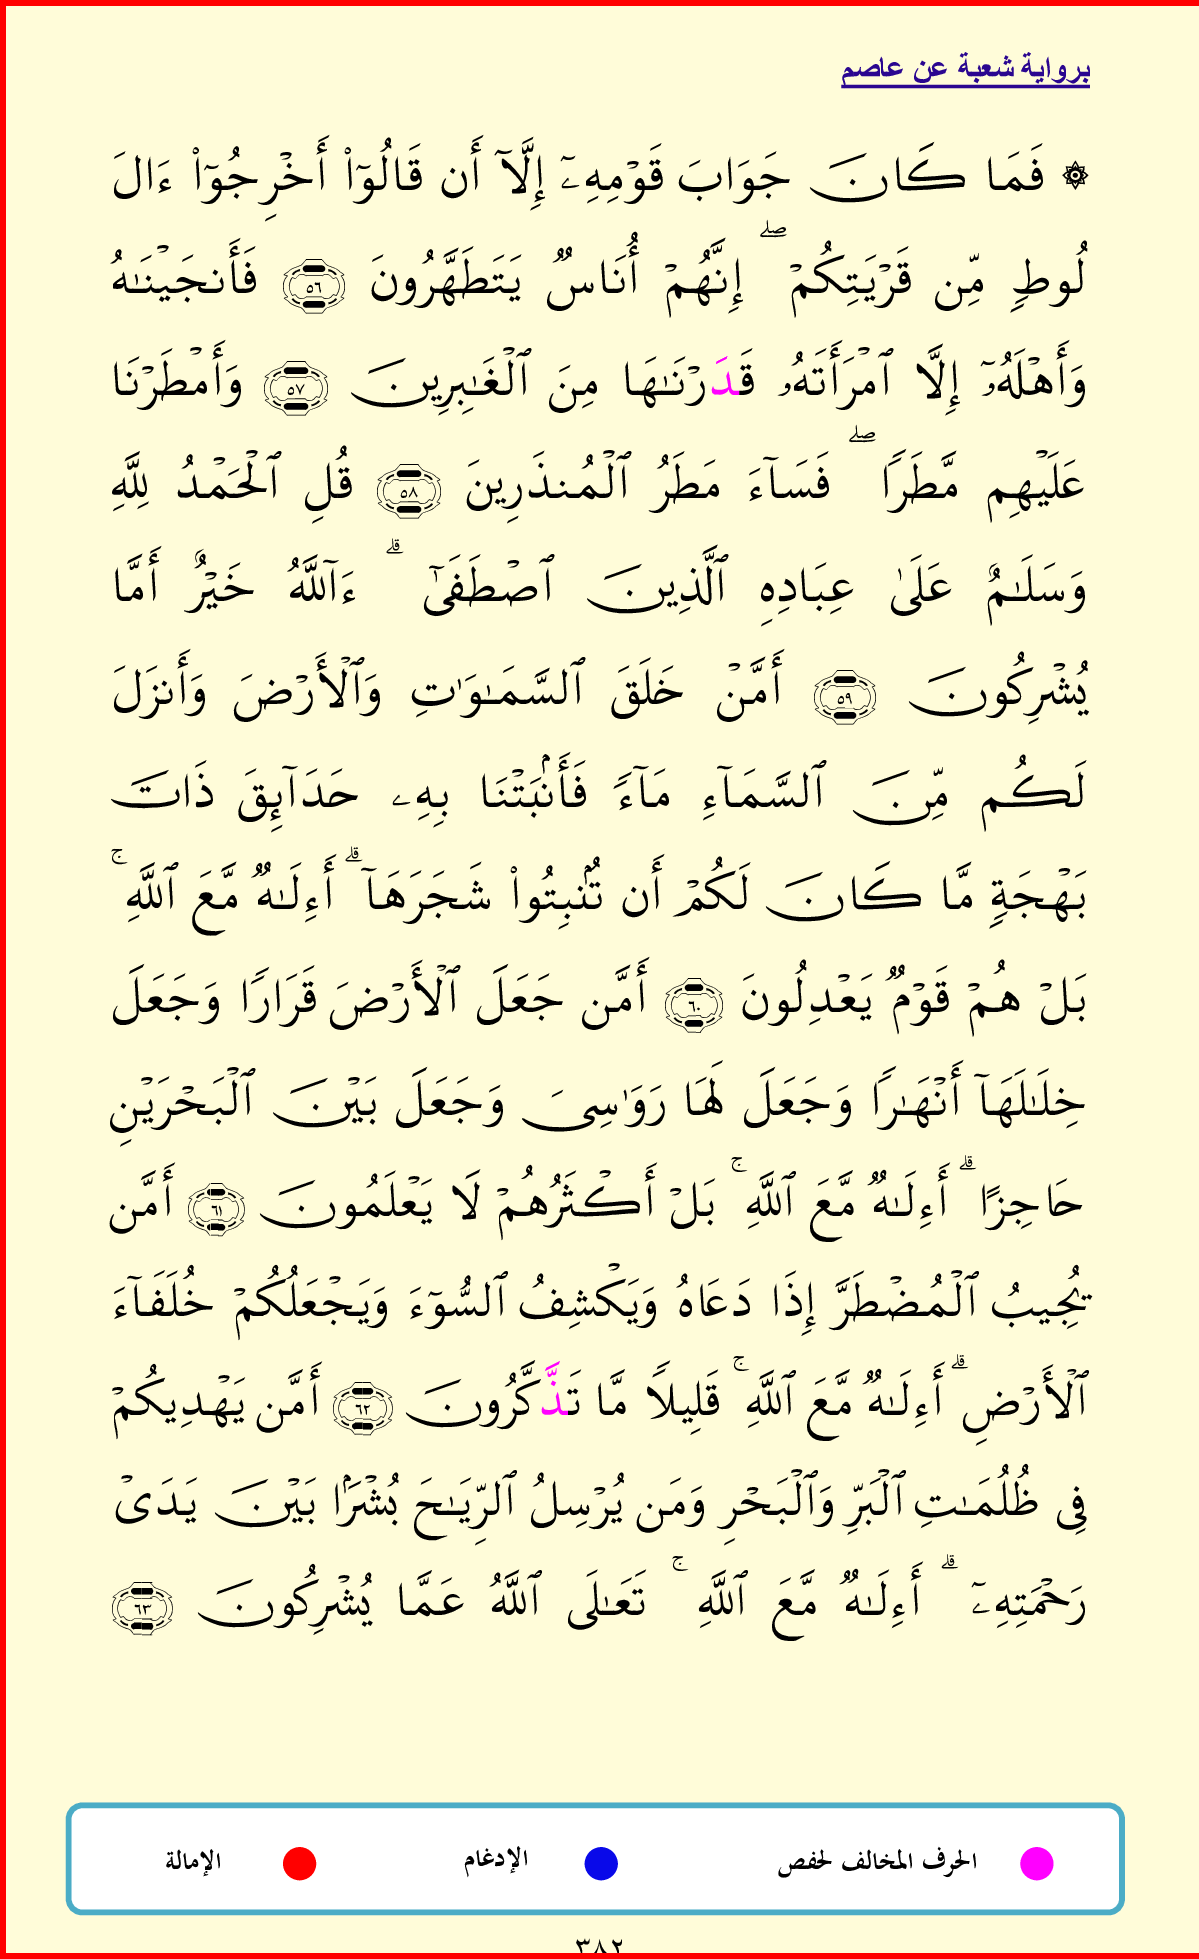 برواية شعبة عن عاصم
۞ فَمَا كَانَ جَوَابَ قَوْمِهِۦٓ إِلَّآ أَن قَالُوٓا۟ أَخْرِجُوٓا۟ ءَالَ
لُوطٍ مِّن قَرْيَتِكُمْ ۖ إِنَّهُمْ أُنَاسٌ يَتَطَهَّرُونَ ٥٦ فَأَنجَيْنَٰهُ
وَأَهْلَهُۥٓ إِلَّا ٱمْرَأَتَهُۥ قَدَرْنَٰهَا مِنَ ٱلْغَٰبِرِينَ ٥٧ وَأَمْطَرْنَا
عَلَيْهِم مَّطَرًا ۖ فَسَآءَ مَطَرُ ٱلْمُنذَرِينَ ٥٨ قُلِ ٱلْحَمْدُ لِلَّهِ
وَسَلَٰمٌ عَلَىٰ عِبَادِهِ ٱلَّذِينَ ٱصْطَفَىٰٓ ۗ ءَآللَّهُ خَيْرٌ أَمَّا
يُشْرِكُونَ ٥٩ أَمَّنْ خَلَقَ ٱلسَّمَٰوَٰتِ وَٱلْأَرْضَ وَأَنزَلَ
لَكُم مِّنَ ٱلسَّمَآءِ مَآءً فَأَنۢبَتْنَا بِهِۦ حَدَآئِقَ ذَاتَ
بَهْجَةٍ مَّا كَانَ لَكُمْ أَن تُنۢبِتُوا۟ شَجَرَهَآ ۗ أَءِلَٰهٌ مَّعَ ٱللَّهِ ۚ
بَلْ هُمْ قَوْمٌ يَعْدِلُونَ ٦٠ أَمَّن جَعَلَ ٱلْأَرْضَ قَرَارًا وَجَعَلَ
خِلَٰلَهَآ أَنْهَٰرًا وَجَعَلَ لَهَا رَوَٰسِىَ وَجَعَلَ بَيْنَ ٱلْبَحْرَيْنِ
حَاجِزًا ۗ أَءِلَٰهٌ مَّعَ ٱللَّهِ ۚ بَلْ أَكْثَرُهُمْ لَا يَعْلَمُونَ ٦١ أَمَّن
يُجِيبُ ٱلْمُضْطَرَّ إِذَا دَعَاهُ وَيَكْشِفُ ٱلسُّوٓءَ وَيَجْعَلُكُمْ خُلَفَآءَ
ٱلْأَرْضِ ۗ أَءِلَٰهٌ مَّعَ ٱللَّهِ ۚ قَلِيلًا مَّا تَذَّكَّرُونَ ٦٢ أَمَّن يَهْدِيكُمْ
فِى ظُلُمَٰتِ ٱلْبَرِّ وَٱلْبَحْرِ وَمَن يُرْسِلُ ٱلرِّيَٰحَ بُشْرًۢا بَيْنَ يَدَىْ
رَحْمَتِهِۦٓ ۗ أَءِلَٰهٌ مَّعَ ٱللَّهِ ۚ تَعَٰلَى ٱللَّهُ عَمَّا يُشْرِكُونَ ٦٣
الحرف المخالف لحفص الإدغام الإمالة
٣٨٢